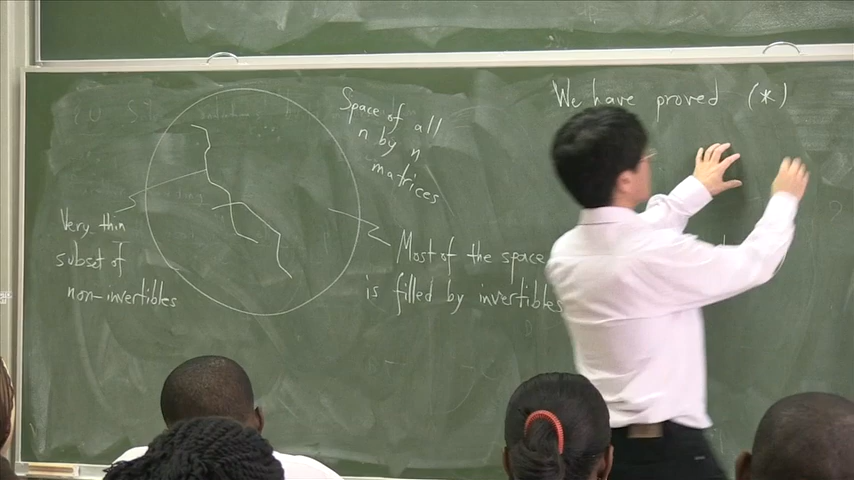 Space of all
n by n
matrices
Very thin
subset of
non-invertibles
Most of the space
is filled by invertibles
We have proved (*)